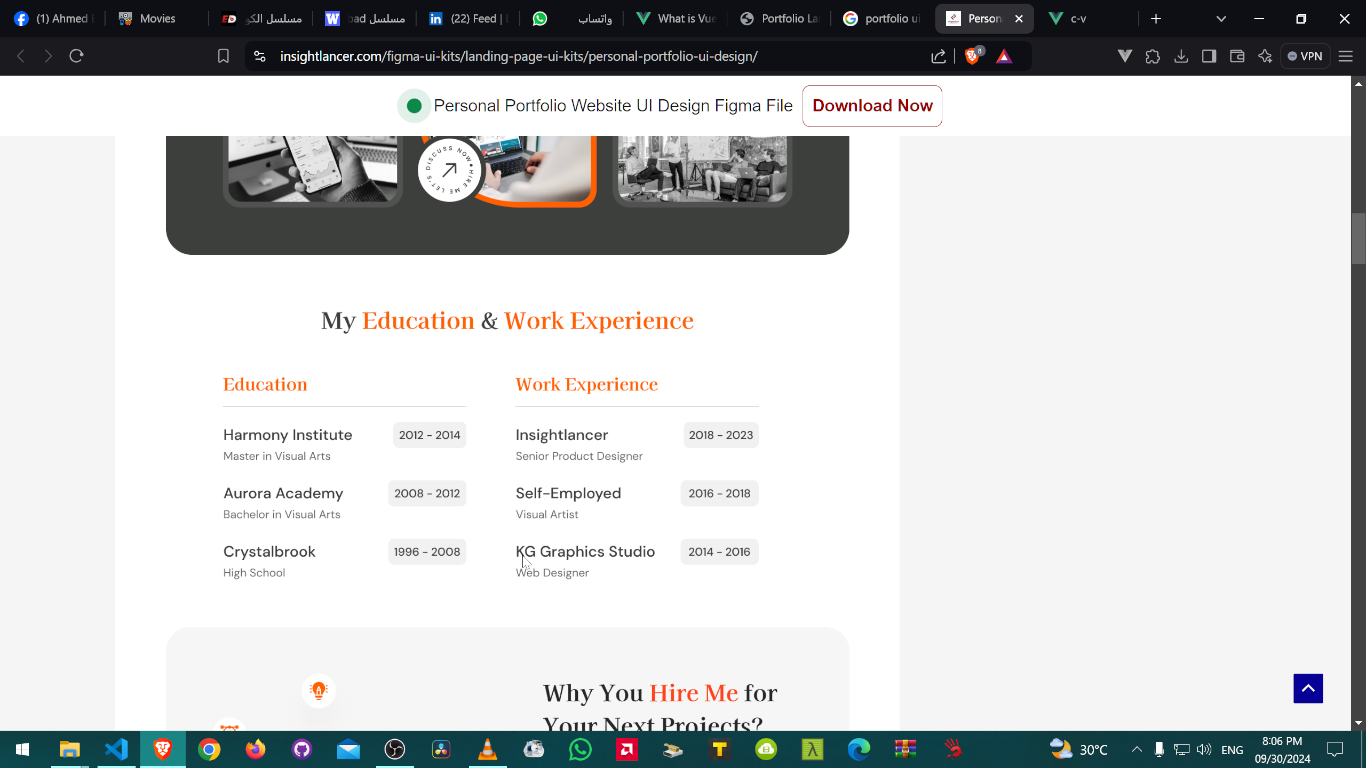 (1) Ahmed
Movies
مسلسل الكو
مسلسل oad
(22) Feed |
واتساب
What is Vue
Portfolio La
portfolio ui
Person
c-v
insightlancer.com/figma-ui-kits/landing-page-ui-kits/personal-portfolio-ui-design/
8
VPN
Personal Portfolio Website UI Design Figma File
Download Now
LET'S DISCUSS NOW • HIRE ME
My Education & Work Experience
Education
Work Experience
Harmony Institute 2012 - 2014
Master in Visual Arts
Insightlancer 2018 - 2023
Senior Product Designer
Aurora Academy 2008 - 2012
Bachelor in Visual Arts
Self-Employed 2016 - 2018
Visual Artist
Crystalbrook 1996 - 2008
High School
KG Graphics Studio 2014 - 2016
Web Designer
Why You Hire Me for
Your Next Projects?
30°C
ENG
8:06 PM
09/30/2024